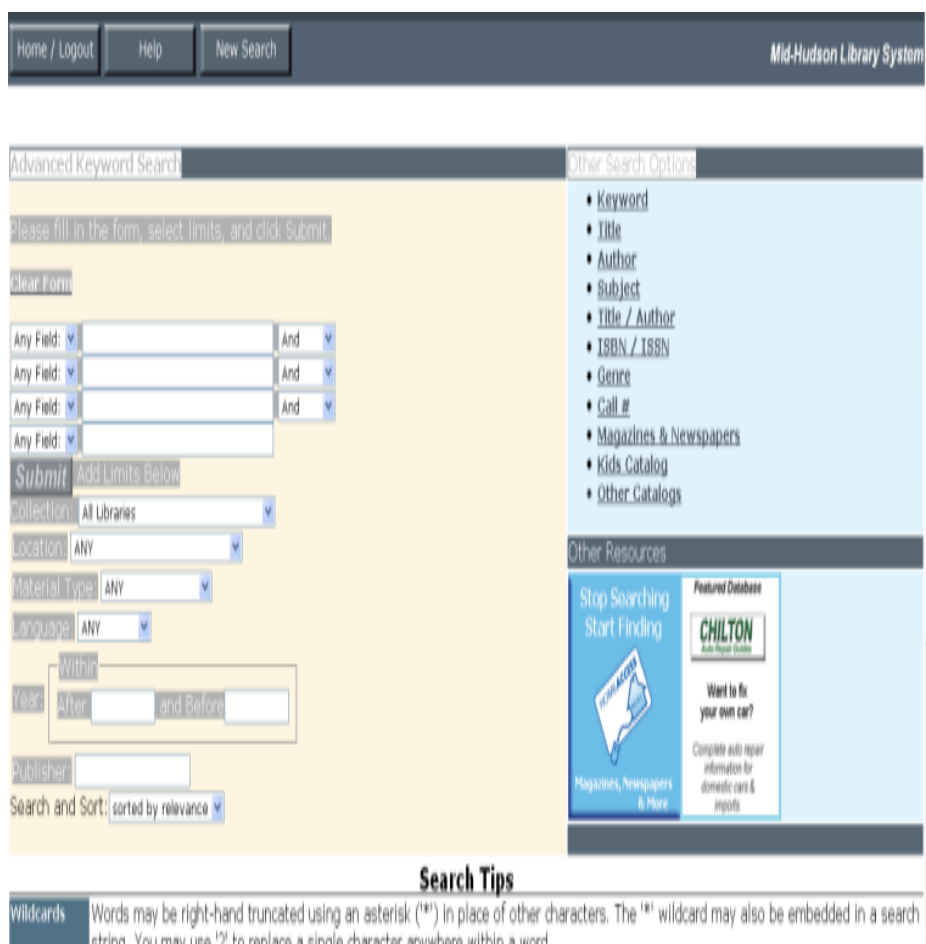 Home / Logout
Help
New Search
Mid-Hudson Library System
Advanced Keyword Search
Please fill in the form, select limits, and click Submit.
Clear Form
Any Field:
And
Any Field:
And
Any Field:
And
Any Field:
Submit Add Limits Below
Collection: All Libraries
Location: ANY
Material Type: ANY
Language: ANY
Within
Year: After and Before
Publisher:
Search and Sort: sorted by relevance
Other Search Options
Keyword
Title
Author
Subject
Title / Author
ISBN / ISSN
Genre
Call #
Magazines & Newspapers
Kids Catalog
Other Catalogs
Other Resources
Stop Searching
Start Finding
HOMEACCESS
Magazines, Newspapers
& More
Featured Database
CHILTON
Auto Repair Guides
Want to fix
your own car?
Complete auto repair
information for
domestic cars &
imports
Search Tips
Wildcards
Words may be right-hand truncated using an asterisk ('*') in place of other characters. The '*' wildcard may also be embedded in a search
string. You may use '?' to replace a single character anywhere within a word.